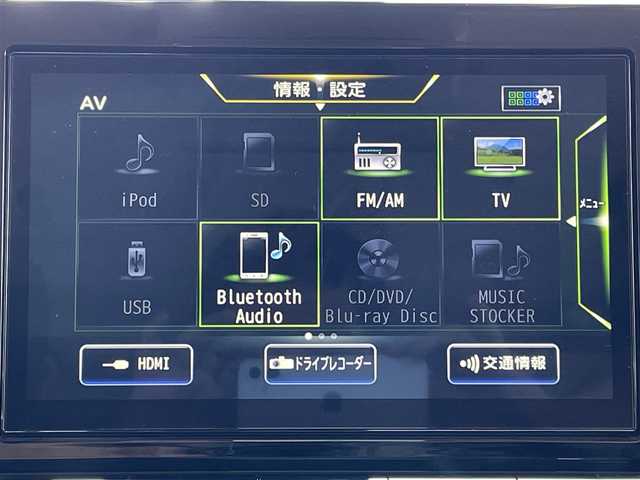 情報・設定
AV
iPod
SD
FM/AM
TV
メニュー
USB
Bluetooth
Audio
CD/DVD/
Blu-ray Disc
MUSIC
STOCKER
HDMI
ドライブレコーダー
交通情報